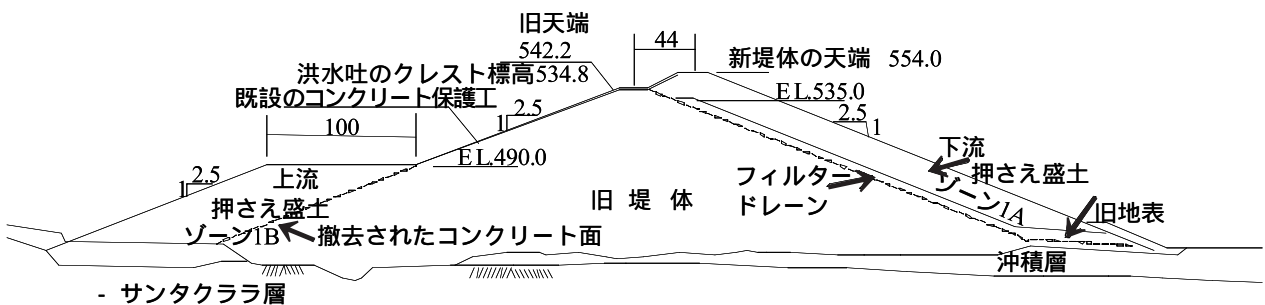 旧天端
542.2
44
新堤体の天端 554.0
洪水吐のクレスト標高534.8
既設のコンクリート保護工
EL.535.0
2.5
1
2.5
1
100
EL.490.0
下流
押さえ盛土
ゾーン1A
2.5
1
上流
押さえ盛土
ゾーン1B
撤去されたコンクリート面
旧堤体
フィルター
ドレーン
旧地表
沖積層
- サンタクララ層